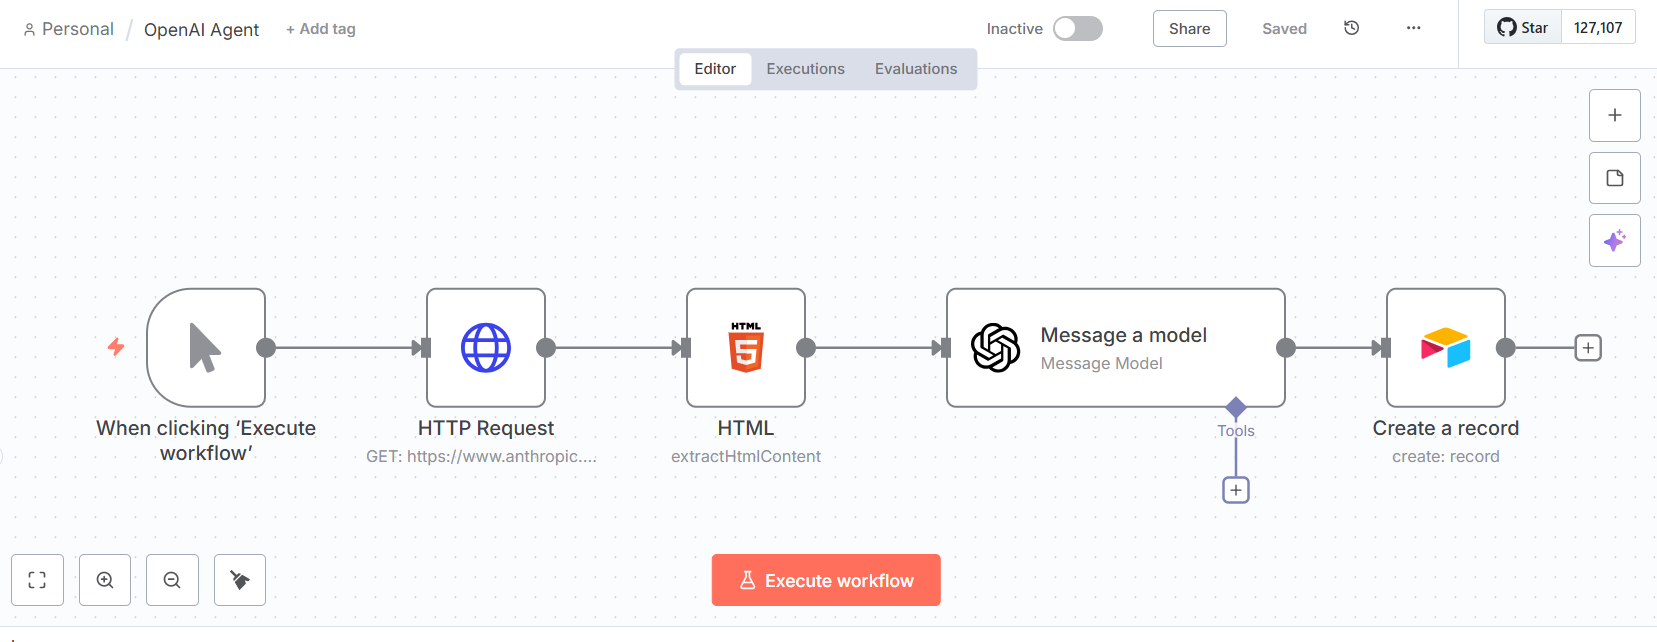 Personal / OpenAI Agent + Add tag
Inactive
Share
Saved
Star 127,107
Editor Executions Evaluations
When clicking ‘Execute
workflow’
HTTP Request
GET: https://www.anthropic....
HTML
HTML
extractHtmlContent
Message a model
Message Model
Tools
Create a record
create: record
Execute workflow